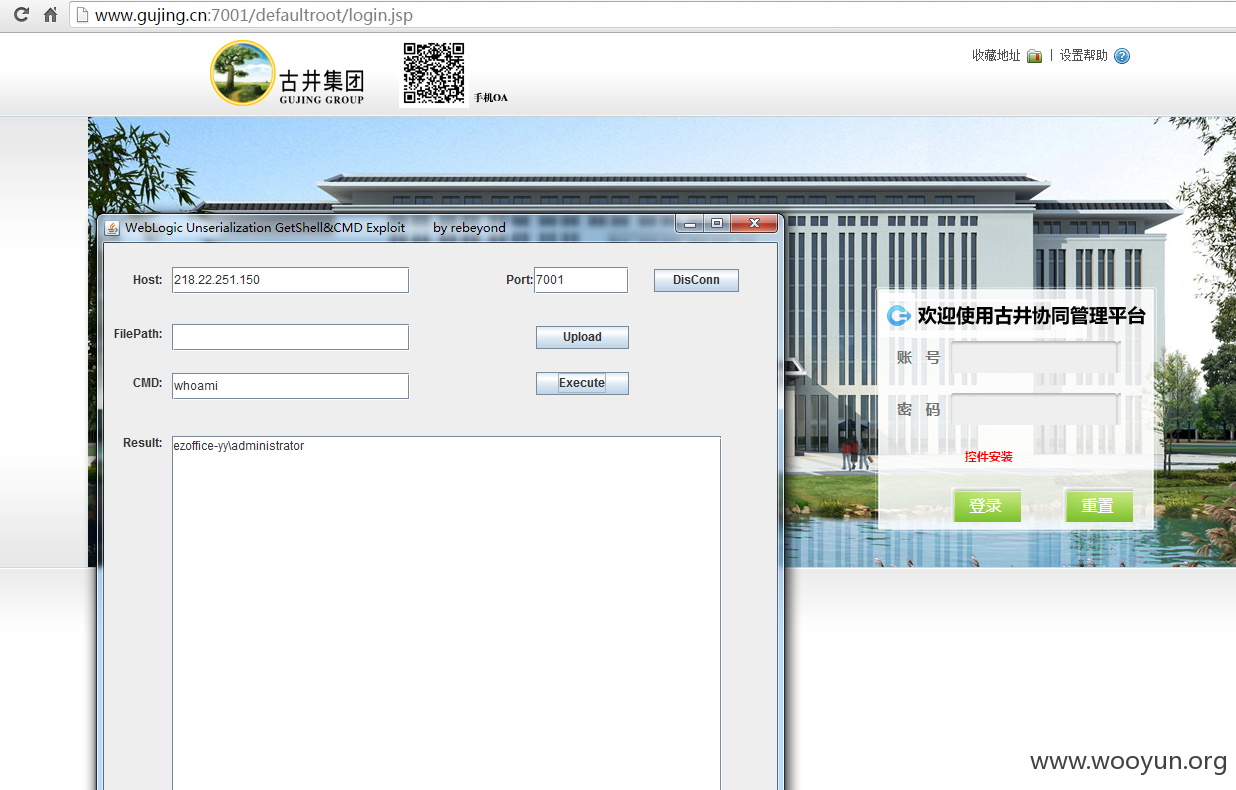 www.gujing.cn:7001/defaultroot/login.jsp
古井集团
GUJING GROUP
手机OA
收藏地址 | 设置帮助
WebLogic Unserialization GetShell&CMD Exploit by rebeyond
Host: 218.22.251.150 Port: 7001 DisConn
FilePath: Upload
CMD: whoami Execute
Result: ezoffice-yy\administrator
欢迎使用古井协同管理平台
账 号
密 码
控件安装
登录 重置
www.wooyun.org